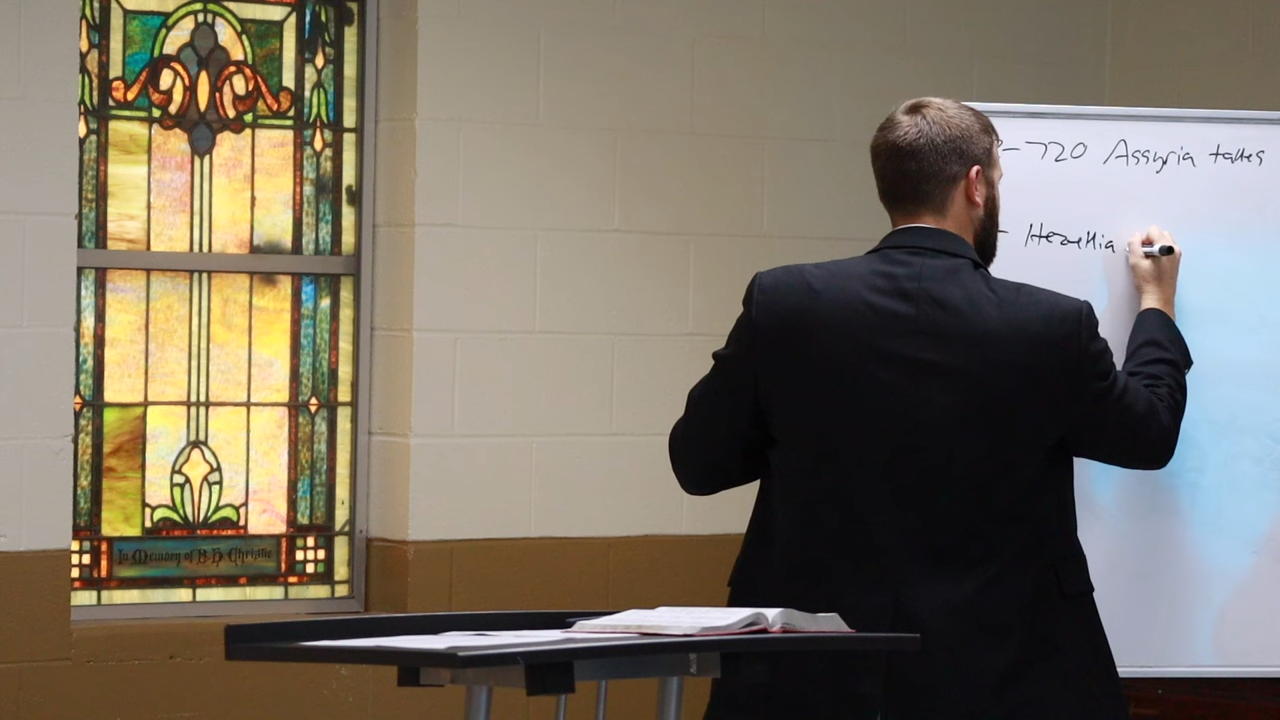 In Memory of B. H. Christie
-720 Assyria takes
- Hezekia